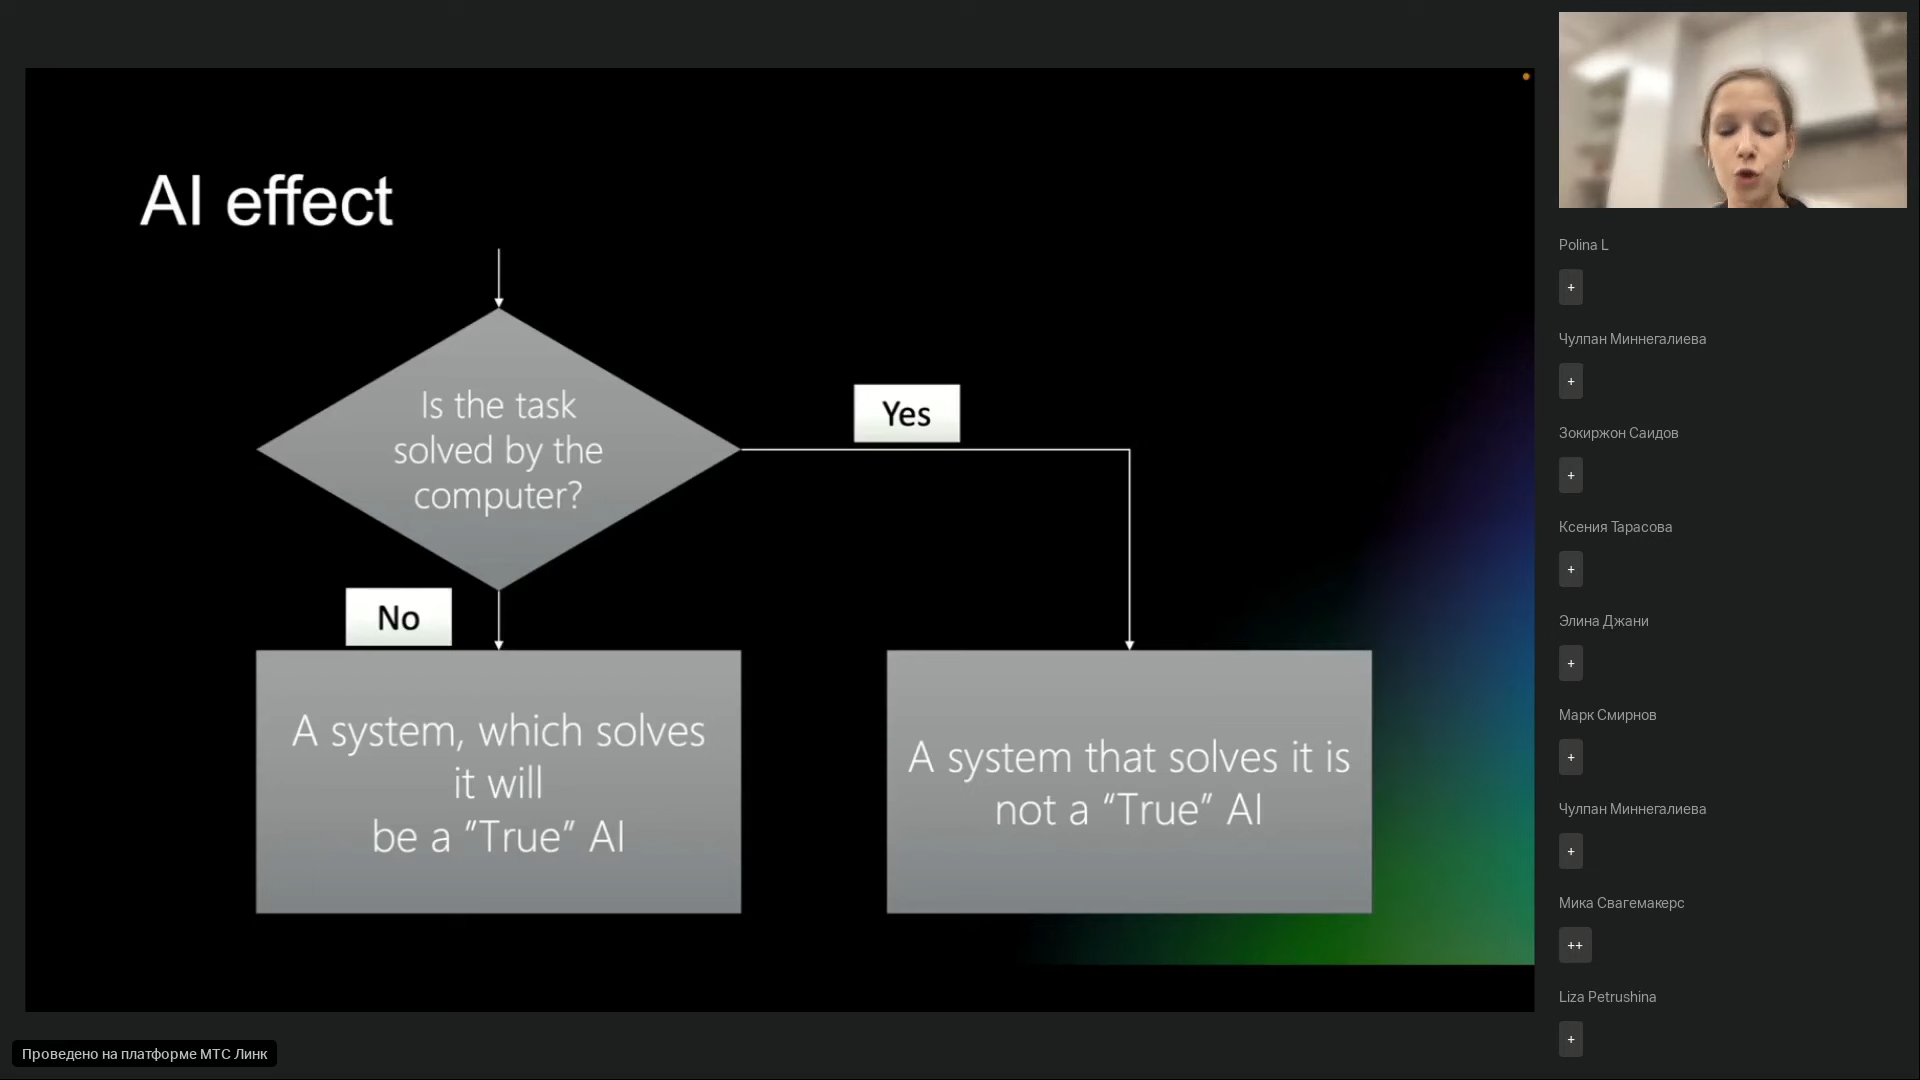 AI effect
Is the task
solved by the
computer?
Yes
No
A system, which solves
it will
be a “True” AI
A system that solves it is
not a “True” AI
Polina L
+
Чулпан Миннегалиева
+
Зокиржон Саидов
+
Ксения Тарасова
+
Элина Джани
+
Марк Смирнов
+
Чулпан Миннегалиева
+
Мика Свагемакерс
++
Liza Petrushina
+
Проведено на платформе МТС Линк